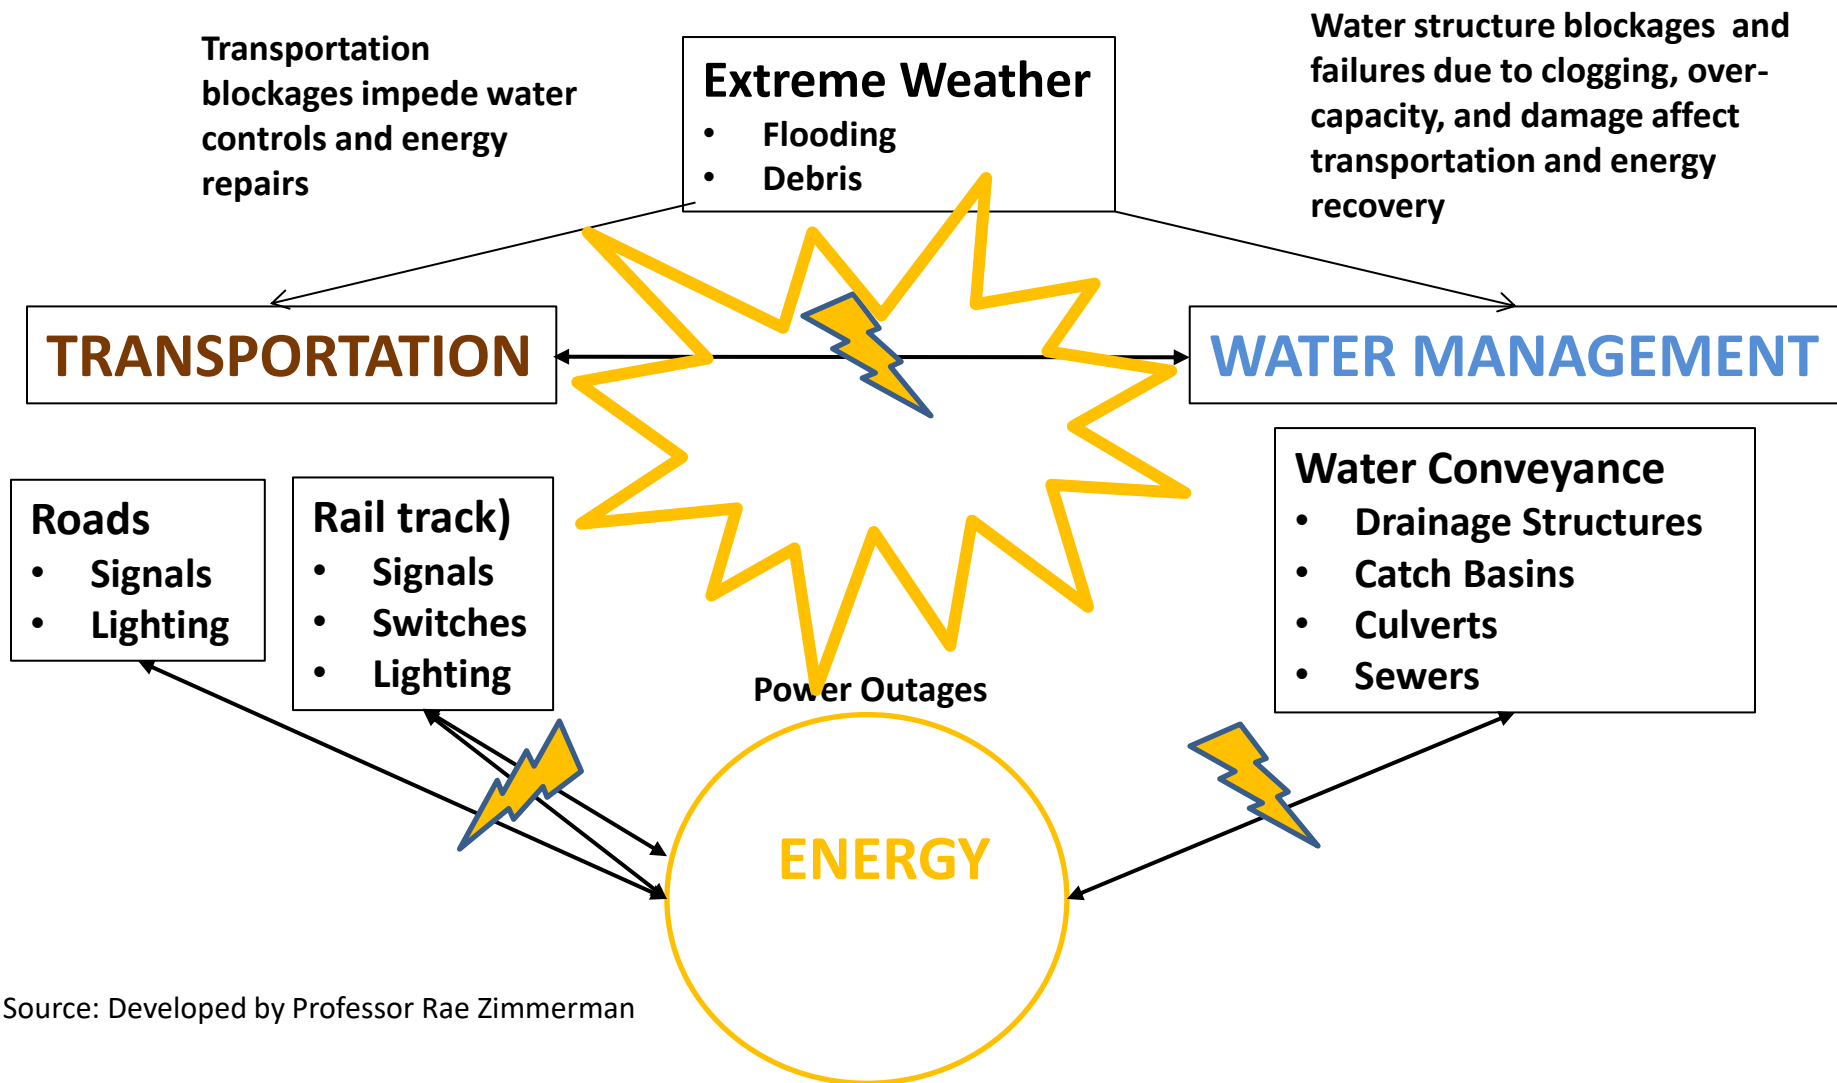 Transportation
blockages impede water
controls and energy
repairs
Extreme Weather
• Flooding
• Debris
Water structure blockages and
failures due to clogging, over-
capacity, and damage affect
transportation and energy
recovery
TRANSPORTATION
WATER MANAGEMENT
Roads
• Signals
• Lighting
Rail track)
• Signals
• Switches
• Lighting
Water Conveyance
• Drainage Structures
• Catch Basins
• Culverts
• Sewers
Power Outages
ENERGY
Source: Developed by Professor Rae Zimmerman